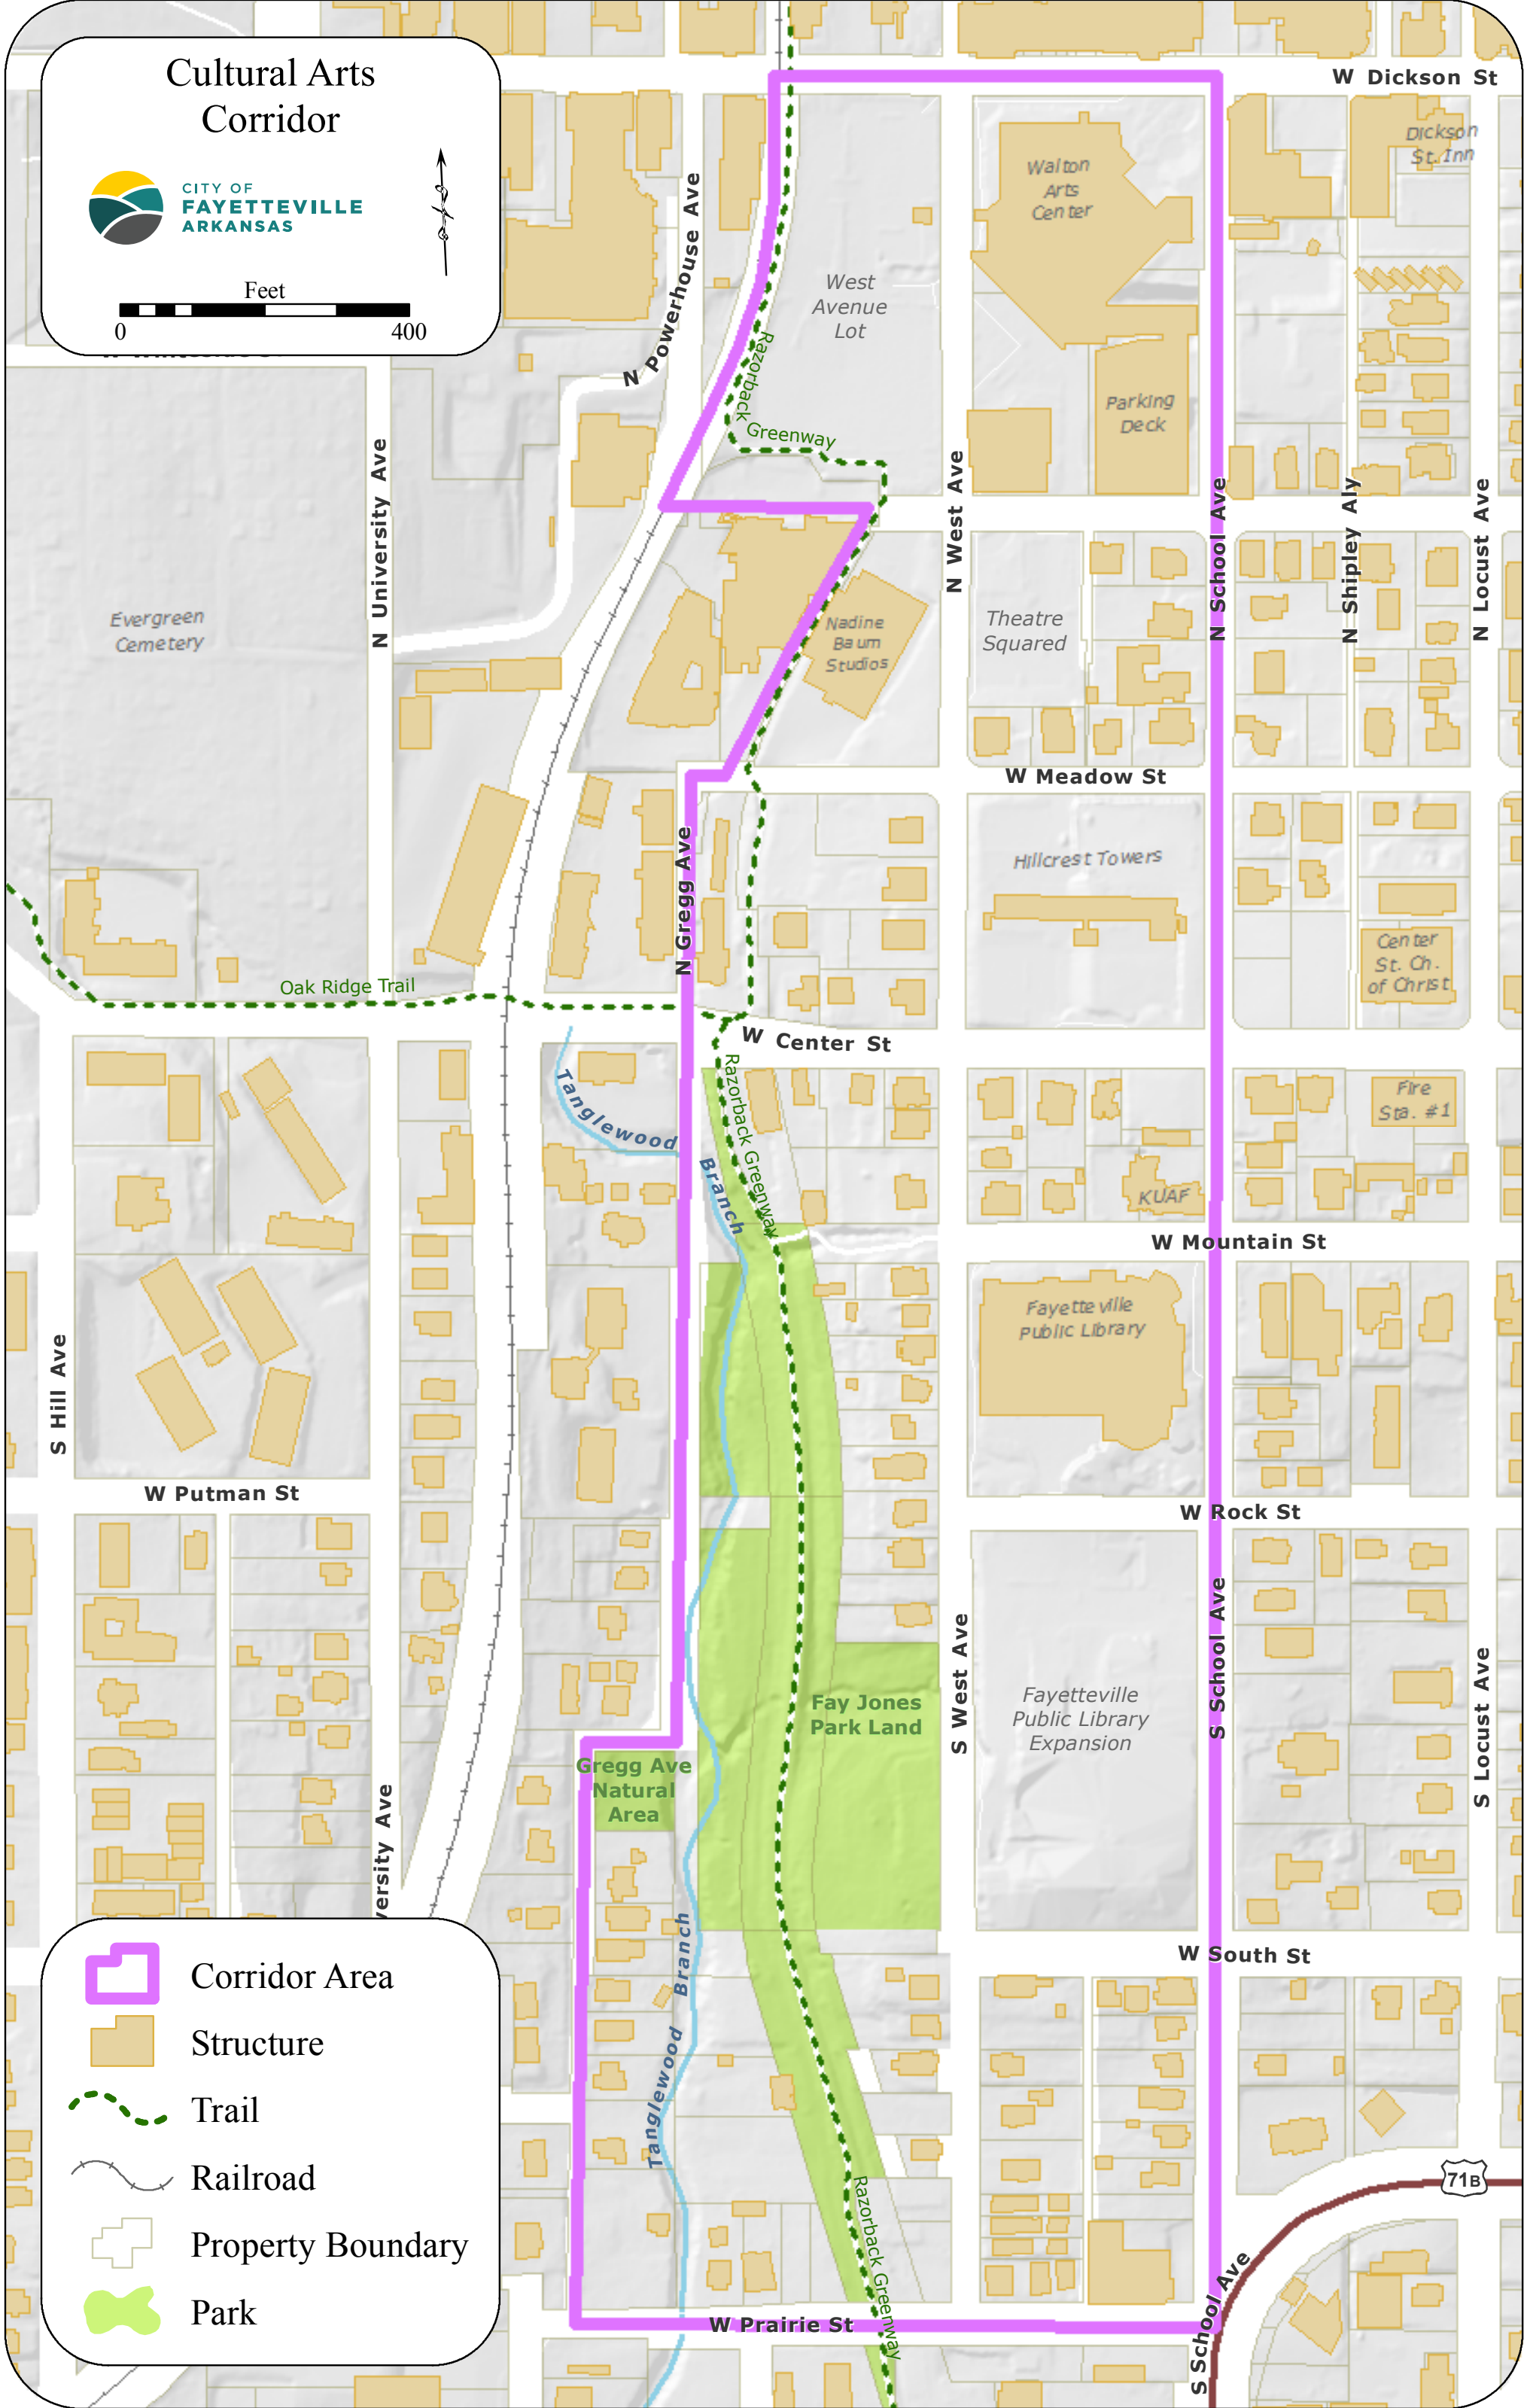 Cultural Arts
Corridor
CITY OF
FAYETTEVILLE
ARKANSAS
Feet
0
400
W Dickson St
Dickson
St. Inn
Walton
Arts
Center
N Powerhouse Ave
West
Avenue
Lot
Razorback Greenway
Parking
Deck
N University Ave
N West Ave
N School Ave
N Shipley Aly
N Locust Ave
Evergreen
Cemetery
Nadine
Baum
Studios
Theatre
Squared
W Meadow St
N Gregg Ave
Hillcrest Towers
Center
St. Ch.
of Christ
Oak Ridge Trail
W Center St
Tanglewood
Branch
Razorback Greenway
Fire
Sta. #1
KUAF
W Mountain St
Fayetteville
Public Library
S Hill Ave
W Putman St
W Rock St
S West Ave
S School Ave
S Locust Ave
Fay Jones
Park Land
Fayetteville
Public Library
Expansion
Gregg Ave
Natural
Area
versity Ave
W South St
Tanglewood Branch
71B
Razorback Greenway
S School Ave
W Prairie St
Corridor Area
Structure
Trail
Railroad
Property Boundary
Park